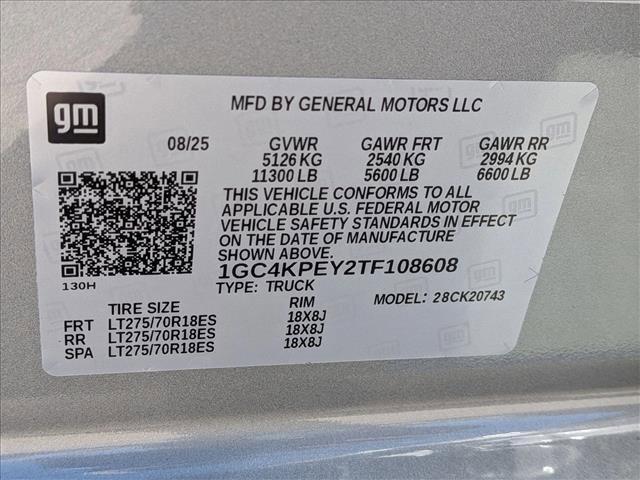 gm
MFD BY GENERAL MOTORS LLC
08/25 GVWR GAWR FRT GAWR RR
5126 KG 2540 KG 2994 KG
11300 LB 5600 LB 6600 LB
THIS VEHICLE CONFORMS TO ALL
APPLICABLE U.S. FEDERAL MOTOR
VEHICLE SAFETY STANDARDS IN EFFECT
ON THE DATE OF MANUFACTURE
SHOWN ABOVE.
1GC4KPEY2TF108608
130H
TYPE: TRUCK MODEL: 28CK20743
TIRE SIZE RIM
FRT LT275/70R18ES 18X8J
RR LT275/70R18ES 18X8J
SPA LT275/70R18ES 18X8J